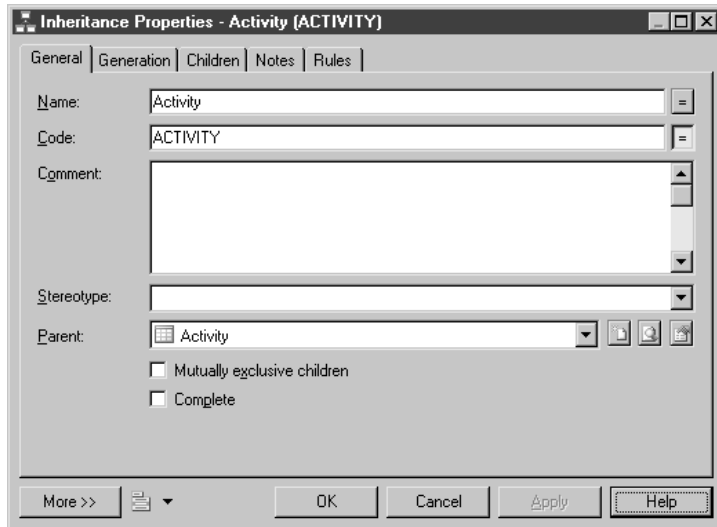 Inheritance Properties - Activity (ACTIVITY)
General Generation Children Notes Rules
Name: Activity =
Code: ACTIVITY =
Comment:
Stereotype:
Parent: Activity
Mutually exclusive children
Complete
More >> OK Cancel Apply Help